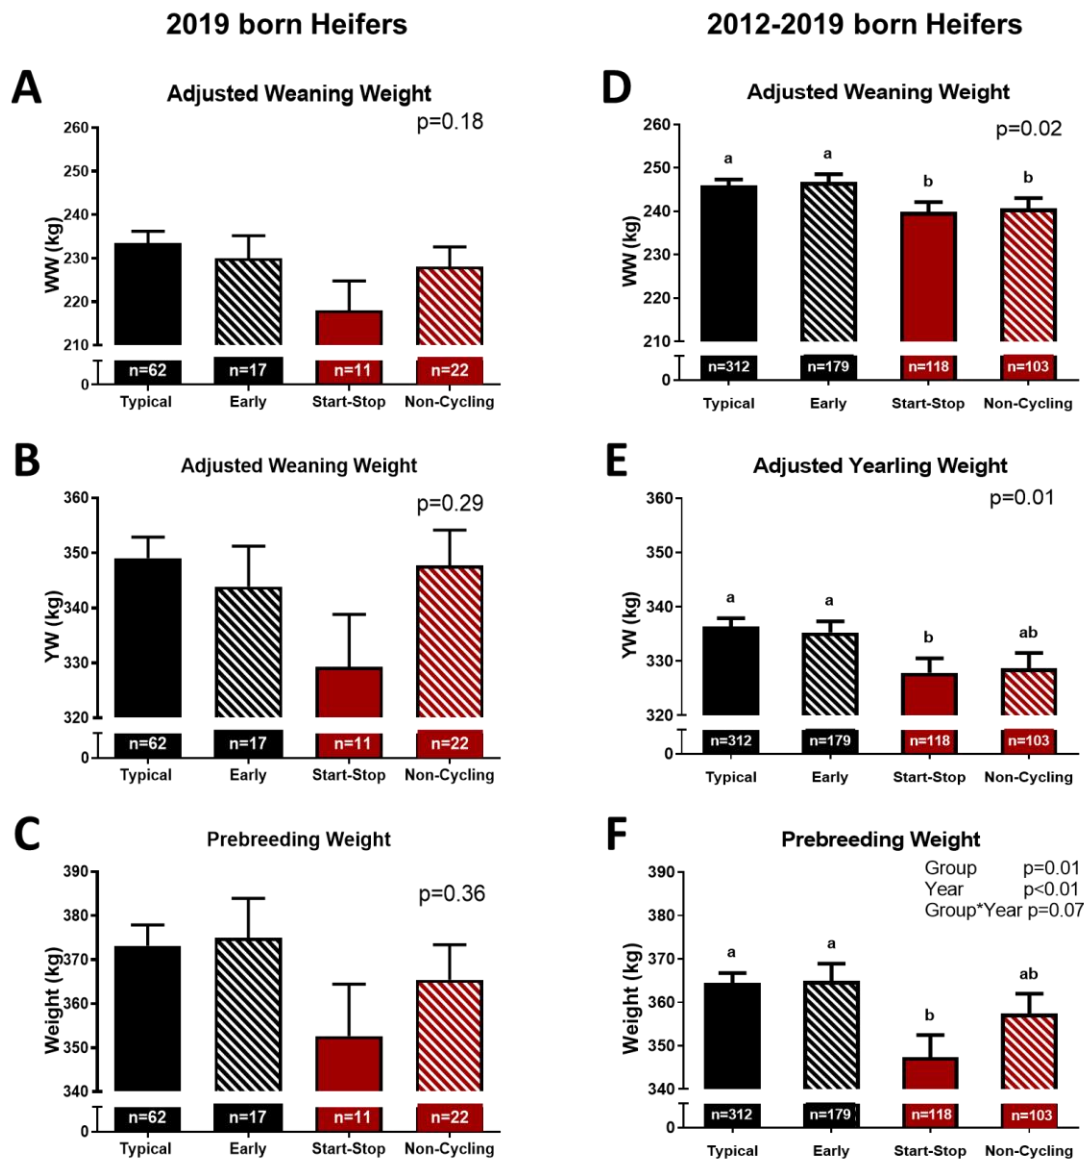 2019 born Heifers
2012-2019 born Heifers
A
Adjusted Weaning Weight
p=0.18
WW (kg)
260
250
240
230
220
210
0
n=62 n=17 n=11 n=22
Typical Early Start-Stop Non-Cycling
B
Adjusted Weaning Weight
p=0.29
YW (kg)
360
350
340
330
320
0
n=62 n=17 n=11 n=22
Typical Early Start-Stop Non-Cycling
C
Prebreeding Weight
p=0.36
Weight (kg)
390
380
370
360
350
340
0
n=62 n=17 n=11 n=22
Typical Early Start-Stop Non-Cycling
D
Adjusted Weaning Weight
p=0.02
WW (kg)
260
250
240
230
220
210
0
a a b b
n=312 n=179 n=118 n=103
Typical Early Start-Stop Non-Cycling
E
Adjusted Yearling Weight
p=0.01
YW (kg)
360
350
340
330
320
0
a a b ab
n=312 n=179 n=118 n=103
Typical Early Start-Stop Non-Cycling
F
Prebreeding Weight
Group p=0.01
Year p<0.01
Group*Year p=0.07
Weight (kg)
390
380
370
360
350
340
0
a a b ab
n=312 n=179 n=118 n=103
Typical Early Start-Stop Non-Cycling